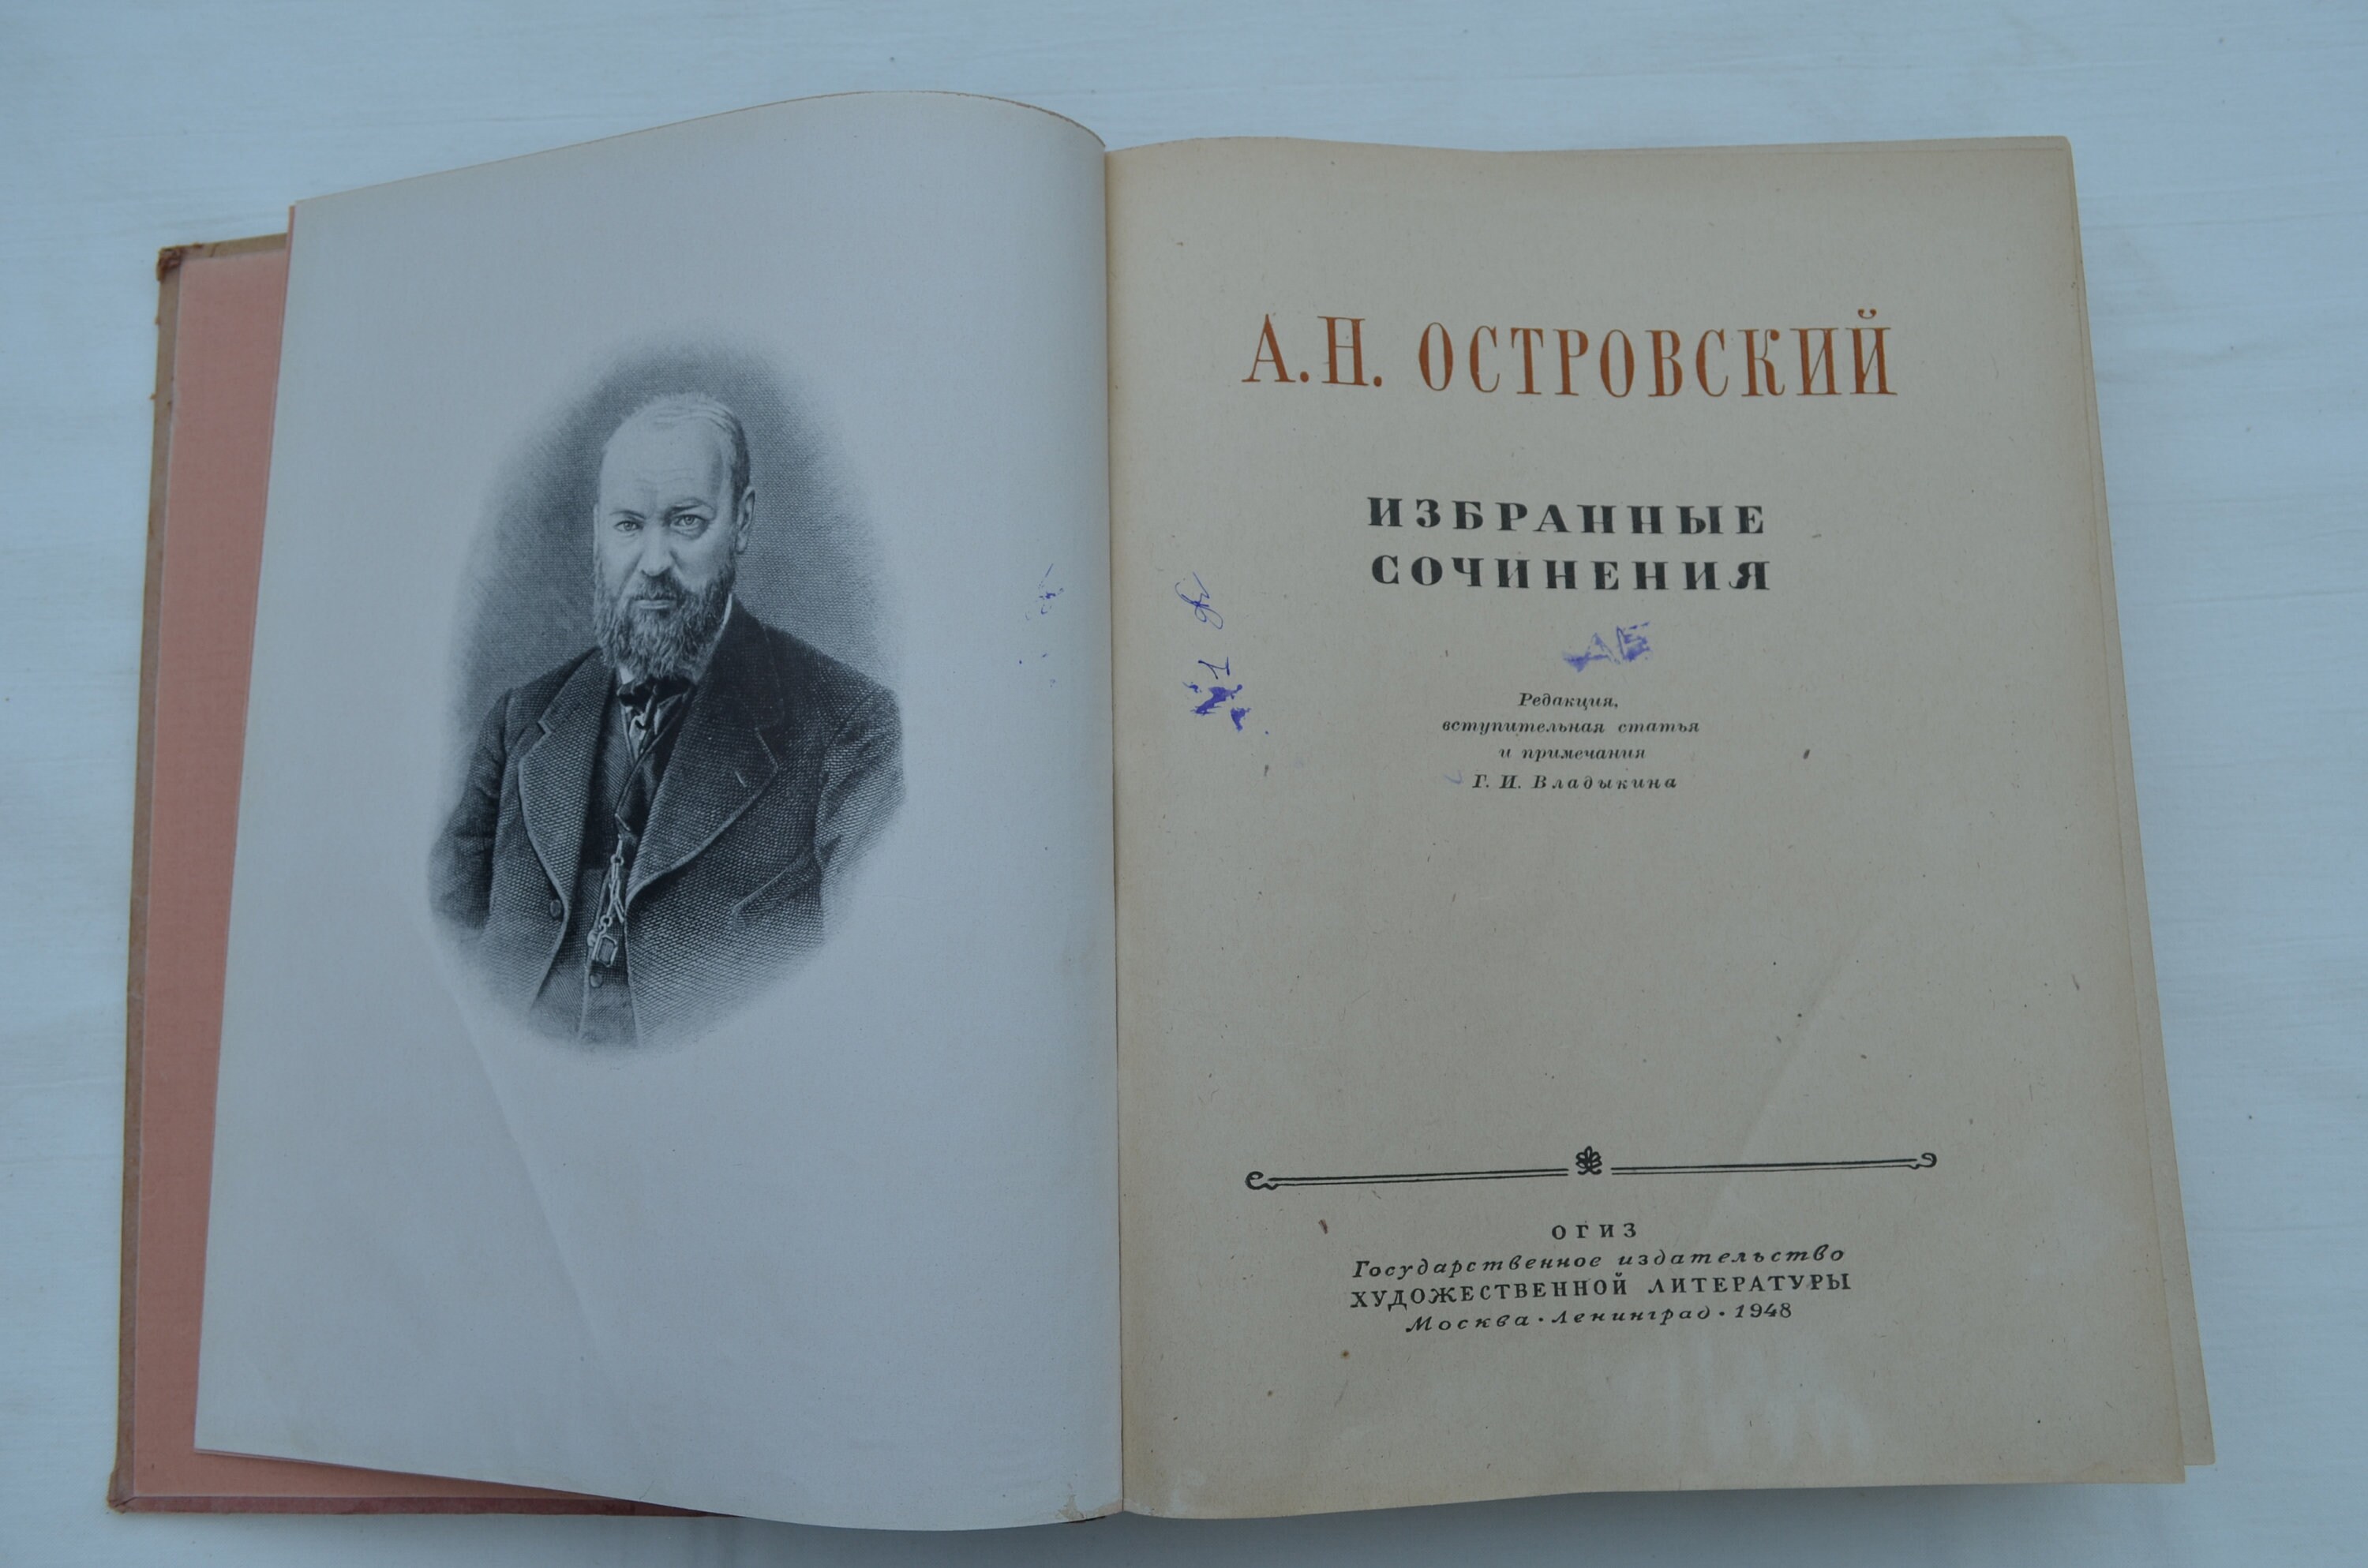 А. Н. ОСТРОВСКИЙ
ИЗБРАННЫЕ
СОЧИНЕНИЯ
Редакция,
вступительная статья
и примечания
Г. И. Владыкина
ОГИЗ
Государственное издательство
ХУДОЖЕСТВЕННОЙ ЛИТЕРАТУРЫ
Москва · Ленинград · 1948